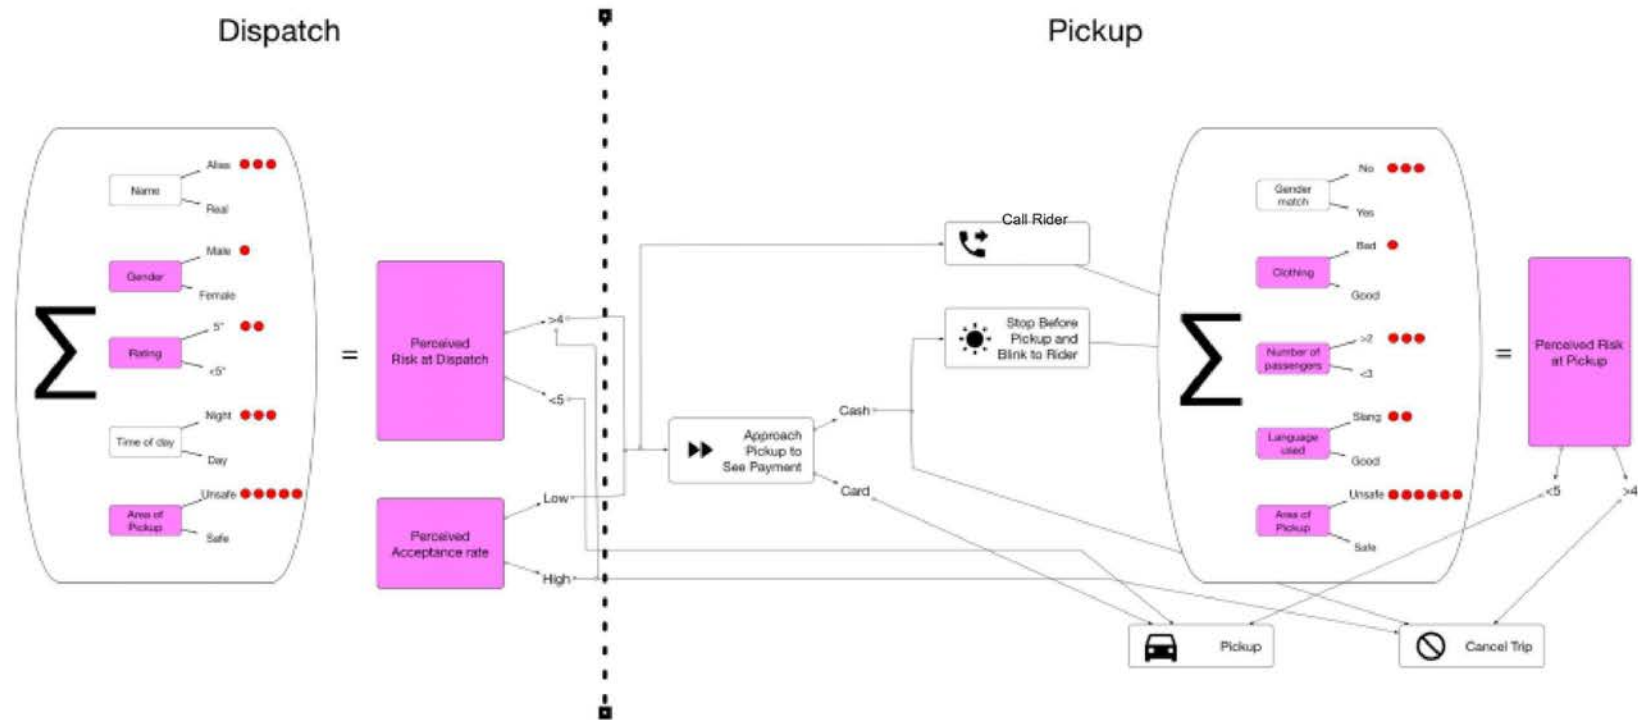 Dispatch
Pickup
Name
Alias
Real
Gender
Male
Female
Rating
5*
<5*
Time of day
Night
Day
Area of
Pickup
Unsafe
Safe
=
Perceived
Risk at Dispatch
>4
<5
Perceived
Acceptance rate
Low
High
Approach
Pickup to
See Payment
Cash
Card
Call Rider
Stop Before
Pickup and
Blink to Rider
Gender
match
No
Yes
Clothing
Bad
Good
Number of
passengers
>2
<3
Language
used
Slang
Good
Area of
Pickup
Unsafe
Safe
=
Perceived Risk
at Pickup
<5
>4
Pickup
Cancel Trip